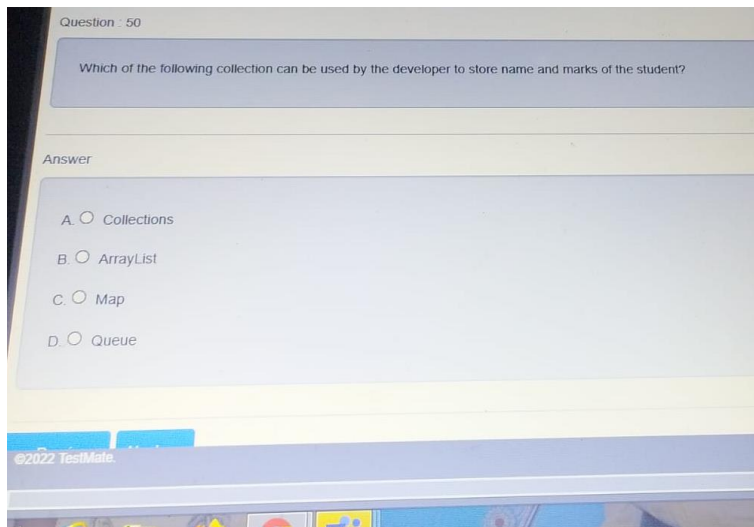 Question : 50
Which of the following collection can be used by the developer to store name and marks of the student?
Answer
A. Collections
B. ArrayList
C. Map
D. Queue
©2022 TestMate.